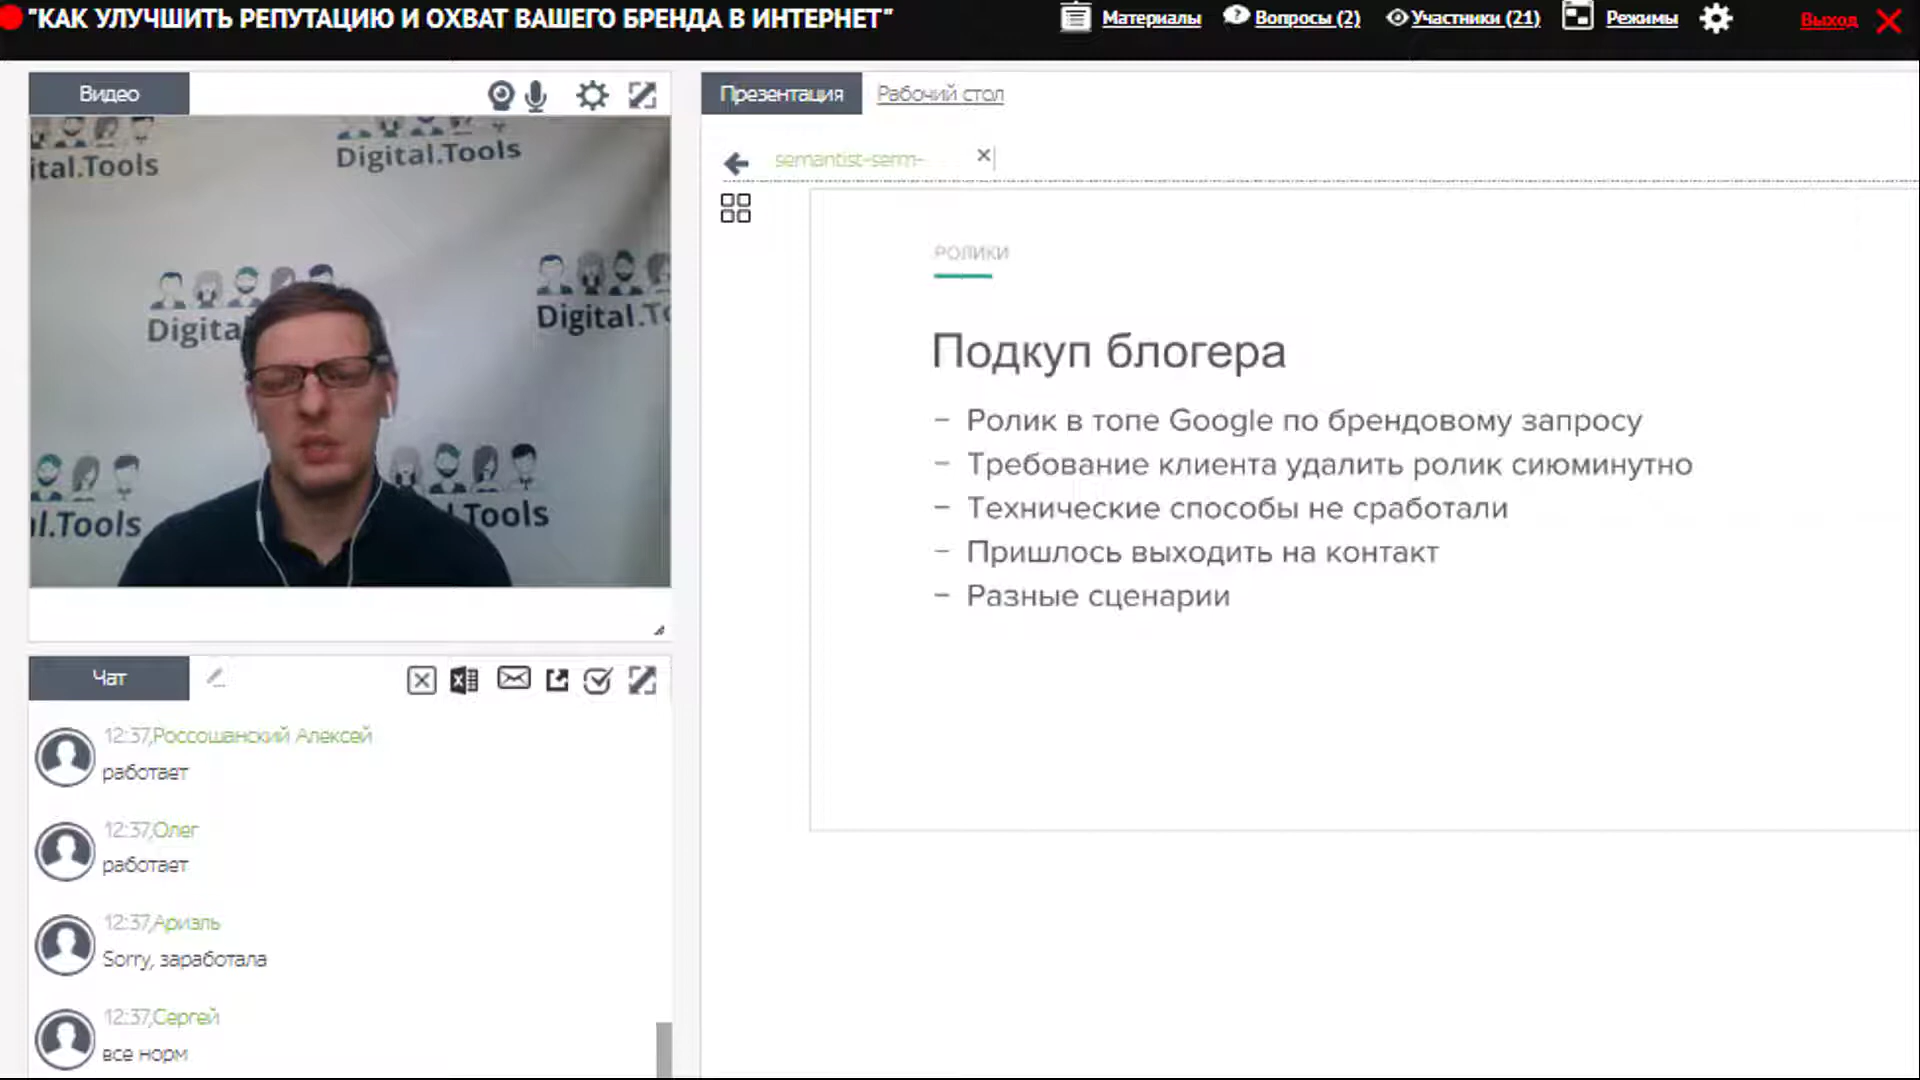 "КАК УЛУЧШИТЬ РЕПУТАЦИЮ И ОХВАТ ВАШЕГО БРЕНДА В ИНТЕРНЕТ"
Материалы
Вопросы (2)
Участники (21)
Режимы
Выход
Видео
ital.Tools
Digital.Tools
Digita
Digital.To
l.Tools
Tools
Чат
12:37,Россошанский Алексей
работает
12:37,Олег
работает
12:37,Ариэль
Sorry, заработала
12:37,Сергей
все норм
Презентация
Рабочий стол
semantist-serm-
РОЛИКИ
Подкуп блогера
– Ролик в топе Google по брендовому запросу
– Требование клиента удалить ролик сиюминутно
– Технические способы не сработали
– Пришлось выходить на контакт
– Разные сценарии